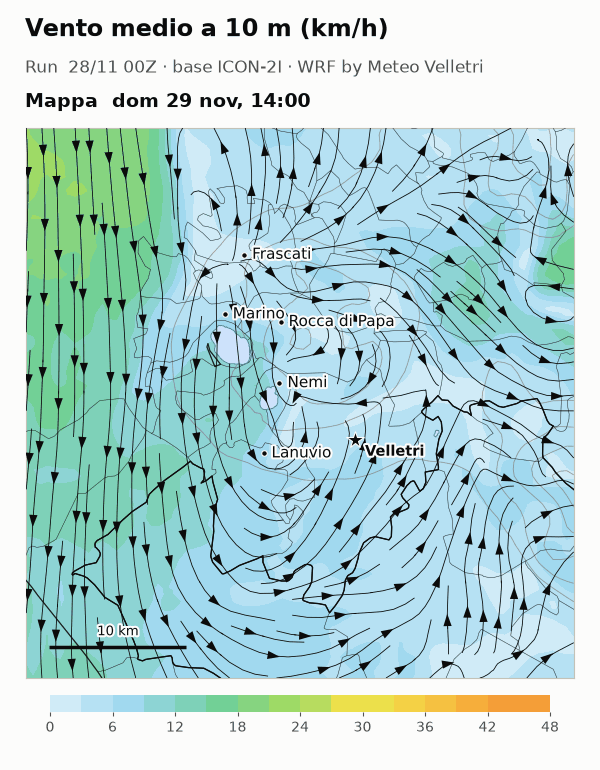 Vento medio a 10 m (km/h)
Run 28/11 00Z · base ICON-2I · WRF by Meteo Velletri
Mappa dom 29 nov, 14:00
Frascati
Marino
Rocca di Papa
Nemi
Velletri
Lanuvio
10 km
0 6 12 18 24 30 36 42 48